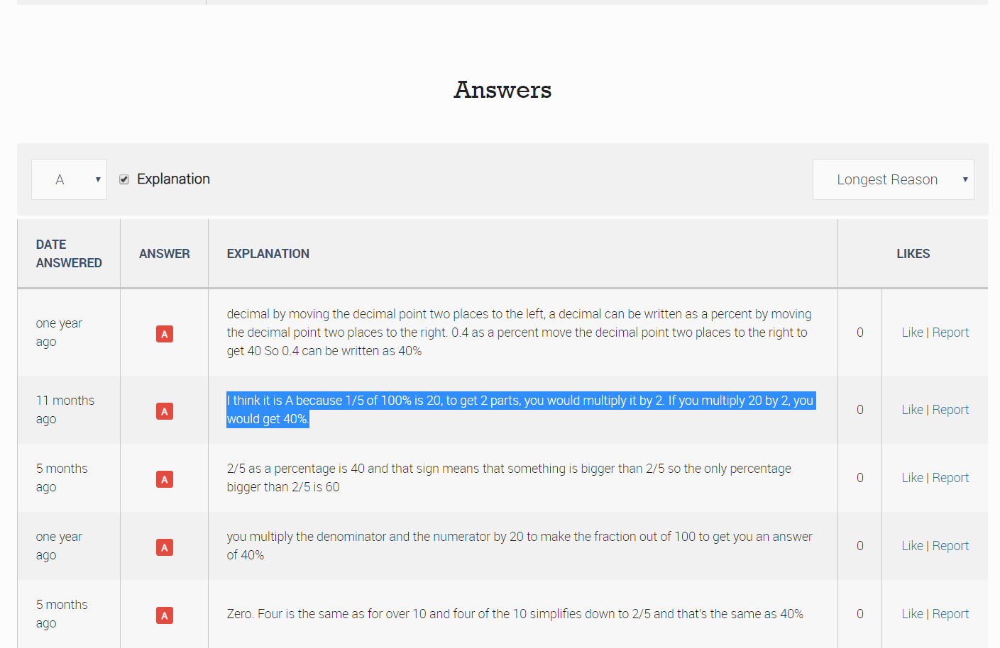 Answers
A ▾ Explanation Longest Reason ▾
DATE
ANSWERED
ANSWER
EXPLANATION
LIKES
one year
ago
A
decimal by moving the decimal point two places to the left, a decimal can be written as a percent by moving
the decimal point two places to the right. 0.4 as a percent move the decimal point two places to the right to
get 40 So 0.4 can be written as 40%
0
Like | Report
11 months
ago
A
I think it is A because 1/5 of 100% is 20, to get 2 parts, you would multiply it by 2. If you multiply 20 by 2, you
would get 40%.
0
Like | Report
5 months
ago
A
2/5 as a percentage is 40 and that sign means that something is bigger than 2/5 so the only percentage
bigger than 2/5 is 60
0
Like | Report
one year
ago
A
you multiply the denominator and the numerator by 20 to make the fraction out of 100 to get you an answer
of 40%
0
Like | Report
5 months
ago
A
Zero. Four is the same as for over 10 and four of the 10 simplifies down to 2/5 and that's the same as 40%
0
Like | Report